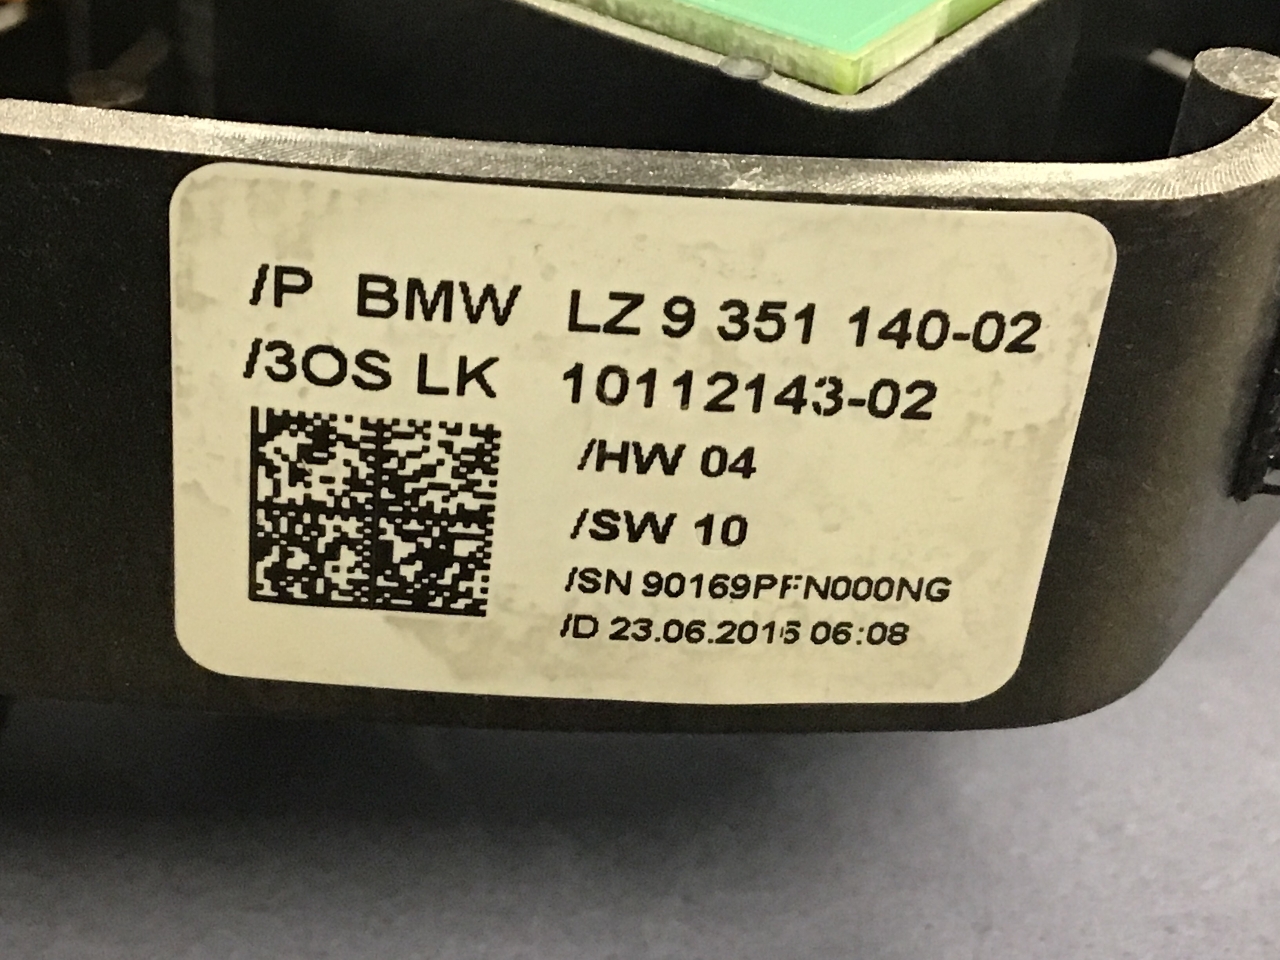 /P BMW LZ 9 351 140-02
/3OS LK 10112143-02
/HW 04
/SW 10
/SN 90169PFN000NG
/D 23.06.2015 06:08